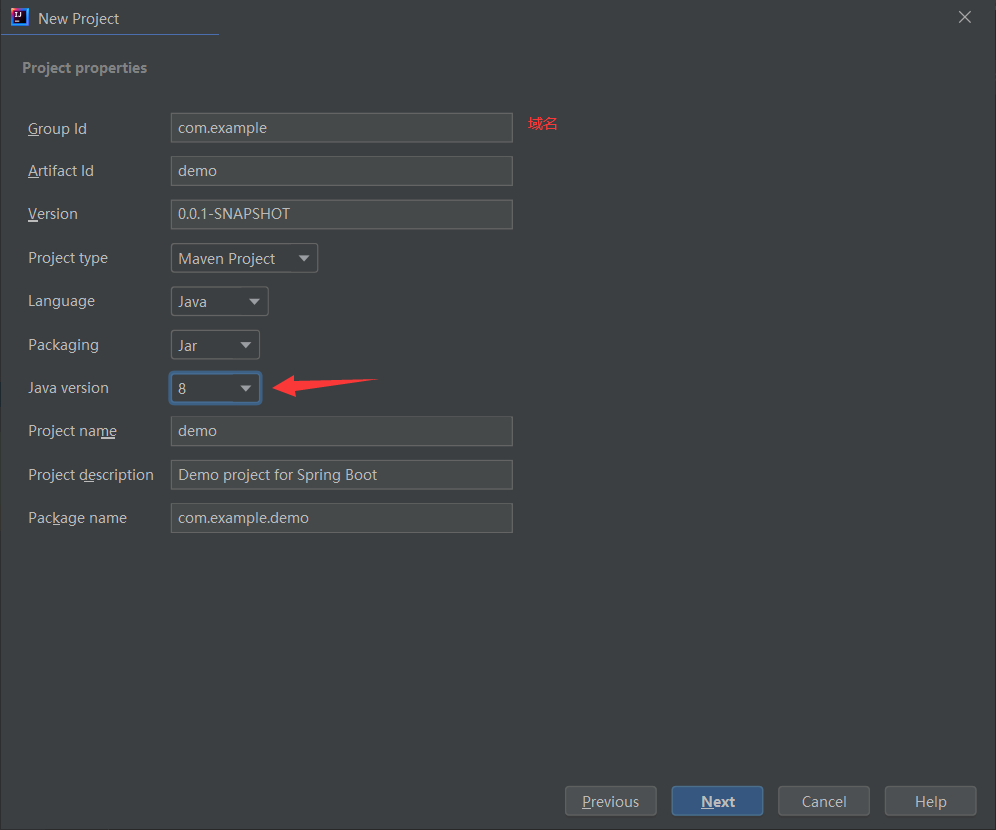 New Project
Project properties
Group Id com.example 域名
Artifact Id demo
Version 0.0.1-SNAPSHOT
Project type Maven Project
Language Java
Packaging Jar
Java version 8
Project name demo
Project description Demo project for Spring Boot
Package name com.example.demo
Previous Next Cancel Help